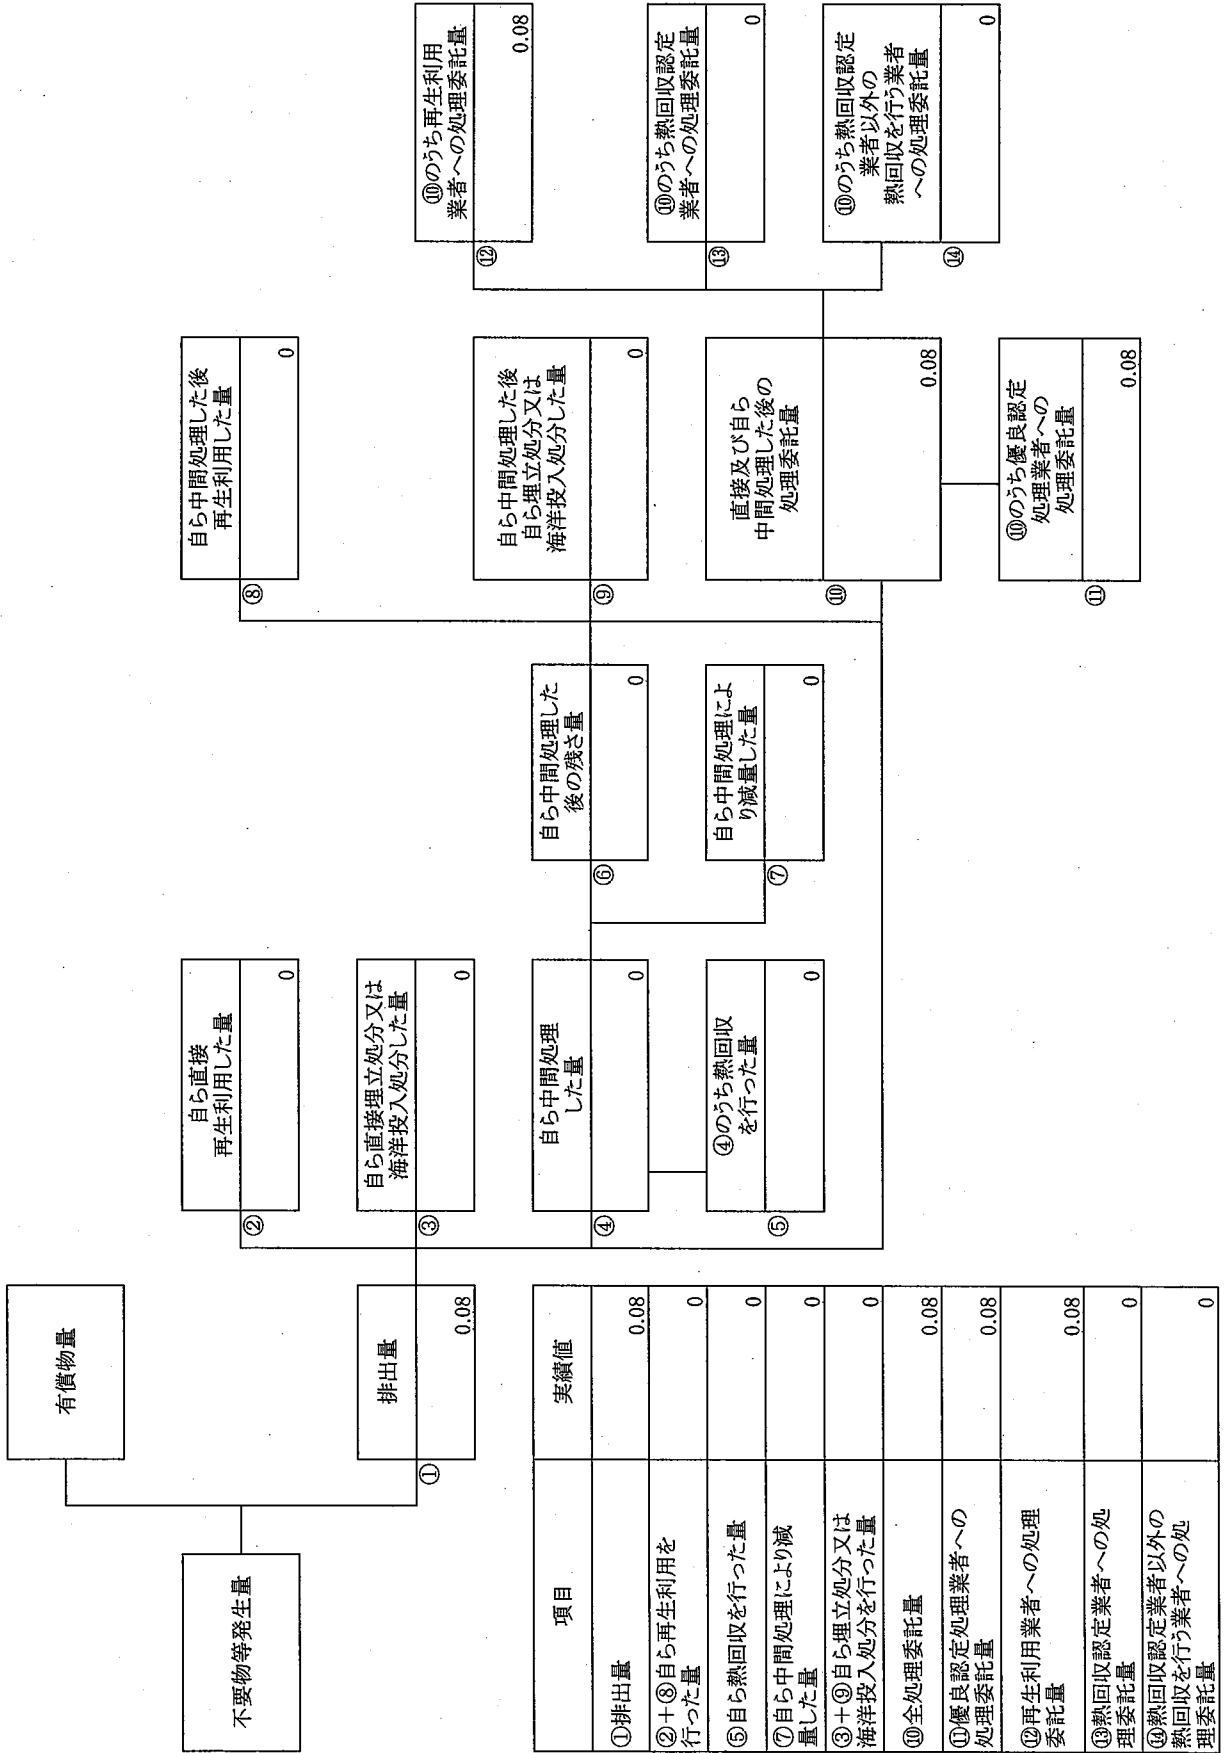 不要物等発生量
有償物量
排出量
①
0.08
自ら直接
再生利用した量
②
0
自ら直接埋立処分又は
海洋投入処分した量
③
0
自ら中間処理
した量
④
0
④のうち熱回収
を行った量
⑤
0
自ら中間処理した
後の残さ量
⑥
0
自ら中間処理によ
り減量した量
⑦
0
自ら中間処理した後
再生利用した量
⑧
0
自ら中間処理した後
自ら埋立処分又は
海洋投入処分した量
⑨
0
直接及び自ら
中間処理した後の
処理委託量
⑩
0.08
⑩のうち優良認定
処理業者への
処理委託量
⑪
0.08
⑩のうち再生利用
業者への処理委託量
⑫
0.08
⑩のうち熱回収認定
業者への処理委託量
⑬
0
⑩のうち熱回収認定
業者以外の
熱回収を行う業者
への処理委託量
⑭
0
項目
実績値
①排出量
0.08
②+⑧自ら再生利用を
行った量
0
⑤自ら熱回収を行った量
0
⑦自ら中間処理により減
量した量
0
③+⑨自ら埋立処分又は
海洋投入処分を行った量
0
⑩全処理委託量
0.08
⑪優良認定処理業者への
処理委託量
0.08
⑫再生利用業者への処理
委託量
0.08
⑬熱回収認定業者への処
理委託量
0
⑭熱回収認定業者以外の
熱回収を行う業者への処
理委託量
0